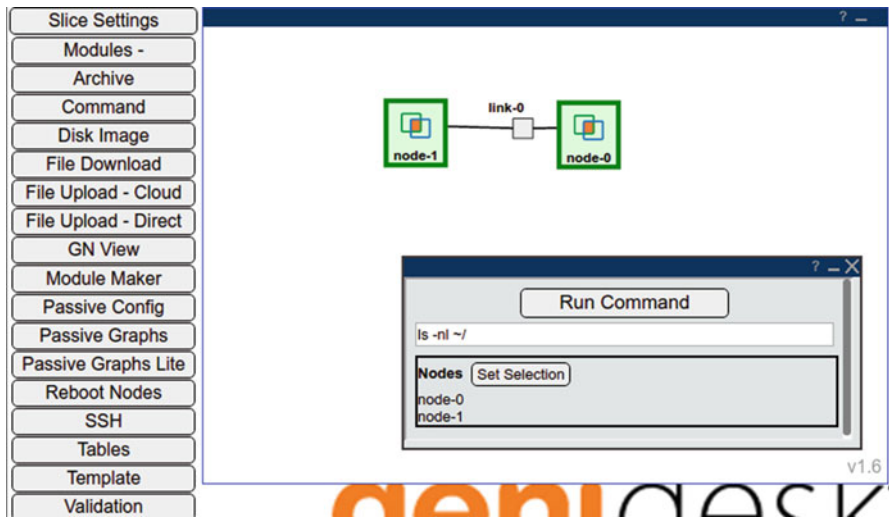 Slice Settings
Modules -
Archive
Command
Disk Image
File Download
File Upload - Cloud
File Upload - Direct
GN View
Module Maker
Passive Config
Passive Graphs
Passive Graphs Lite
Reboot Nodes
SSH
Tables
Template
Validation
? –
link-0
node-1
node-0
? – X
Run Command
ls -nl ~/
Nodes Set Selection
node-0
node-1
v1.6
genidesk